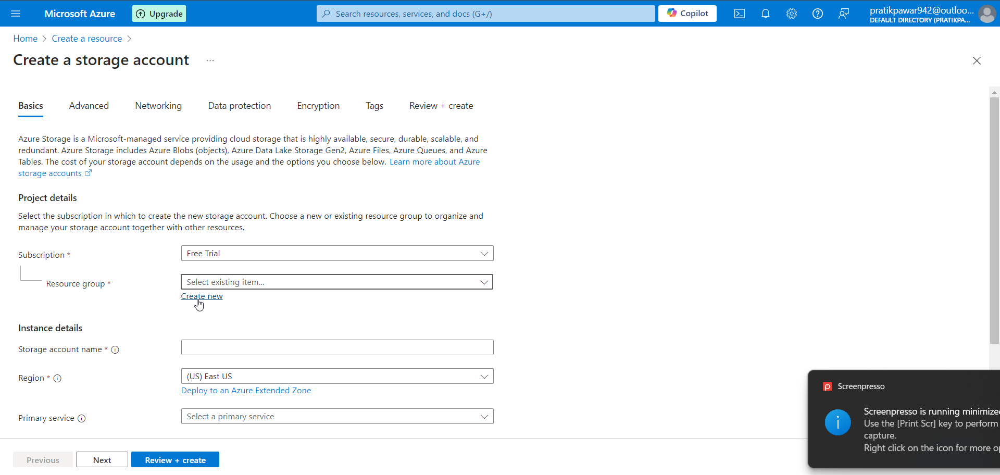 Microsoft Azure
Upgrade
Search resources, services, and docs (G+/)
Copilot
pratikpawar942@outloo...
DEFAULT DIRECTORY (PRATIKPA...
Home > Create a resource >
Create a storage account ...
Basics
Advanced
Networking
Data protection
Encryption
Tags
Review + create
Azure Storage is a Microsoft-managed service providing cloud storage that is highly available, secure, durable, scalable, and
redundant. Azure Storage includes Azure Blobs (objects), Azure Data Lake Storage Gen2, Azure Files, Azure Queues, and Azure
Tables. The cost of your storage account depends on the usage and the options you choose below. Learn more about Azure
storage accounts
Project details
Select the subscription in which to create the new storage account. Choose a new or existing resource group to organize and
manage your storage account together with other resources.
Subscription *
Free Trial
Resource group *
Select existing item...
Create new
Instance details
Storage account name *
Region *
(US) East US
Deploy to an Azure Extended Zone
Primary service
Select a primary service
Previous
Next
Review + create
Screenpresso
Screenpresso is running minimized
Use the [Print Scr] key to perform
capture.
Right click on the icon for more